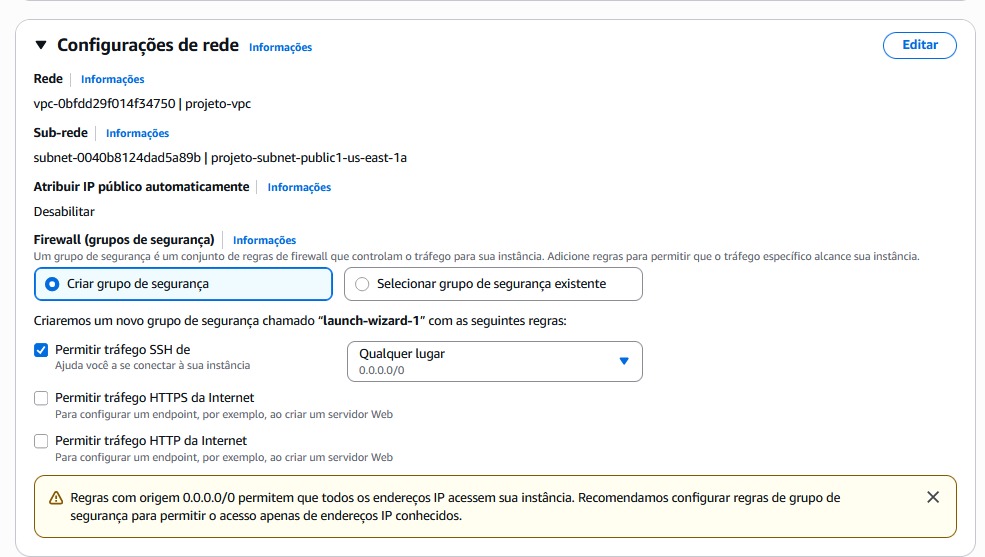 Configurações de rede Informações Editar
Rede Informações
vpc-0bfdd29f014f34750 | projeto-vpc
Sub-rede Informações
subnet-0040b8124dad5a89b | projeto-subnet-public1-us-east-1a
Atribuir IP público automaticamente Informações
Desabilitar
Firewall (grupos de segurança) Informações
Um grupo de segurança é um conjunto de regras de firewall que controlam o tráfego para sua instância. Adicione regras para permitir que o tráfego específico alcance sua instância.
Criar grupo de segurança Selecionar grupo de segurança existente
Criaremos um novo grupo de segurança chamado “launch-wizard-1” com as seguintes regras:
Permitir tráfego SSH de Qualquer lugar
Ajuda você a se conectar à sua instância 0.0.0.0/0
Permitir tráfego HTTPS da Internet
Para configurar um endpoint, por exemplo, ao criar um servidor Web
Permitir tráfego HTTP da Internet
Para configurar um endpoint, por exemplo, ao criar um servidor Web
Regras com origem 0.0.0.0/0 permitem que todos os endereços IP acessem sua instância. Recomendamos configurar regras de grupo de
segurança para permitir o acesso apenas de endereços IP conhecidos.